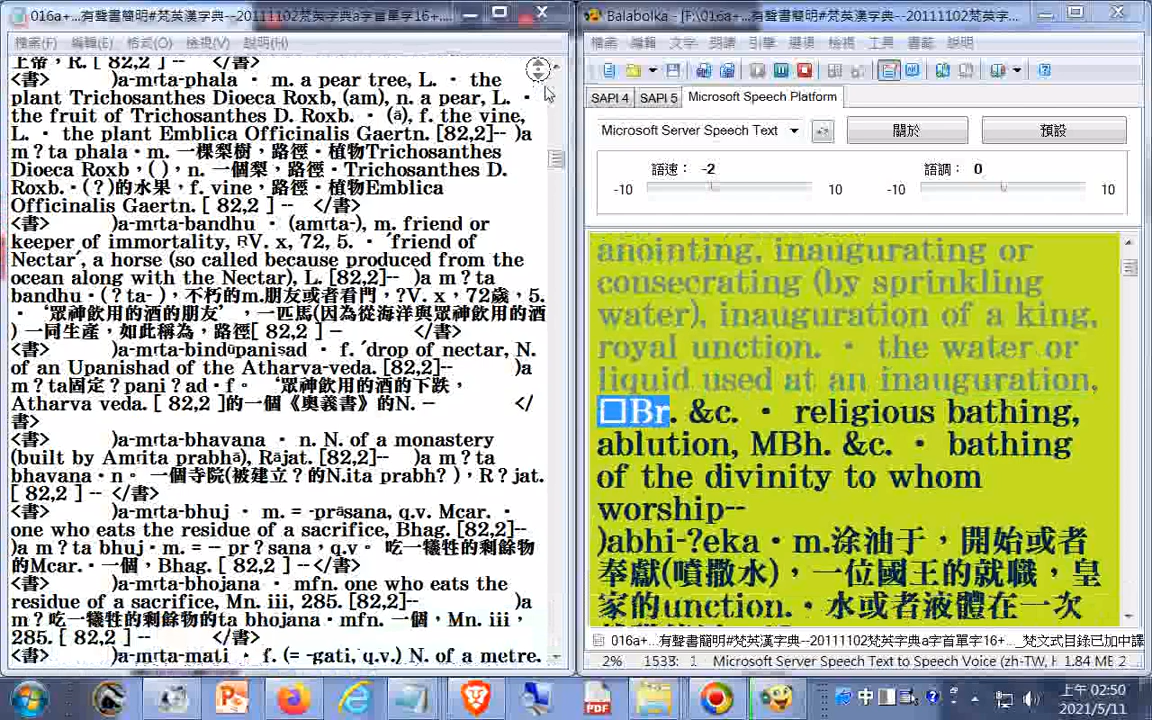 016a+...有聲書簡明#梵英漢字典--20111102梵英字典a字首單字16+...
檔案(F) 編輯(E) 格式(O) 檢視(V) 說明(H)
上帝，R. [ 82,2 ] -- </書>
<書> )a-mṛta-phala • m. a pear tree, L. • the
plant Trichosanthes Dioeca Roxb, (am), n. a pear, L. •
the fruit of Trichosanthes D. Roxb. • (ā), f. the vine,
L. • the plant Emblica Officinalis Gaertn. [82,2]-- )a
m？ta phala • m. 一棵梨樹，路徑 • 植物Trichosanthes
Dioeca Roxb，( )，n. 一個梨，路徑 • Trichosanthes D.
Roxb. • (？)的水果，f. vine，路徑 • 植物Emblica
Officinalis Gaertn. [ 82,2 ] -- </書>
<書> )a-mṛta-bandhu • (amṛta-), m. friend or
keeper of immortality, ṚV. x, 72, 5. • ´friend of
Nectar´, a horse (so called because produced from the
ocean along with the Nectar), L. [82,2]-- )a m？ta
bandhu • (？ta- )，不朽的m.朋友或者看門，?V. x，72歲，5.
• ‘眾神飲用的酒的朋友’，一匹馬(因為從海洋與眾神飲用的酒
) 一同生產，如此稱為，路徑[ 82,2 ] -- </書>
<書> )a-mṛta-bindūpaniṣad • f. ´drop of nectar, N.
of an Upanishad of the Atharva-veda. [82,2]-- )a
m？ta固定？pani？ad • f。‘眾神飲用的酒的下跌，
Atharva veda. [ 82,2 ]的一個《奧義書》的N. -- </
書>
<書> )a-mṛta-bhavana • n. N. of a monastery
(built by Amṛita prabhā), Rājat. [82,2]-- )a m？ta
bhavana • n。一個寺院(被建立？的N.ita prabh? )，R？jat.
[ 82,2 ] -- </書>
<書> )a-mṛta-bhuj • m. = -prāsana, q.v. Mcar. •
one who eats the residue of a sacrifice, Bhag. [82,2]--
)a m？ta bhuj • m. = -- pr？sana，q.v。 吃一犧牲的剩餘物
的Mcar. • 一個，Bhag. [ 82,2 ] -- </書>
<書> )a-mṛta-bhojana • mfn. one who eats the
residue of a sacrifice, Mn. iii, 285. [82,2]-- )a
m？吃一犧牲的剩餘物的ta bhojana • mfn. 一個，Mn. iii，
285. [ 82,2 ] -- </書>
<書> )a-mṛta-mati • f. (= -gati, q.v.) N. of a metre.
Balabolka - [F:\016a+...有聲書簡明#梵英漢字典--20111102梵英字...
檔案 編輯 文字 朗讀 引擎 選項 檢視 工具 書籤 說明
SAPI 4 SAPI 5 Microsoft Speech Platform
Microsoft Server Speech Text 關於 預設
語速： -2 語調： 0
-10 10 -10 10
anointing, inaugurating or
consecrating (by sprinkling
water), inauguration of a king,
royal unction. • the water or
liquid used at an inauguration,
□Br. &c. • religious bathing,
ablution, MBh. &c. • bathing
of the divinity to whom
worship--
)abhi-?eka • m.涂油于，開始或者
奉獻(噴撒水)，一位國王的就職，皇
家的unction. • 水或者液體在一次
016a+...有聲書簡明#梵英漢字典--20111102梵英字典a字首單字16+..._梵文式目錄已加中譯
2% 1533: 1 Microsoft Server Speech Text to Speech Voice (zh-TW, H 1.84 ME 2
PDF 中 上午 02:50
2021/5/11